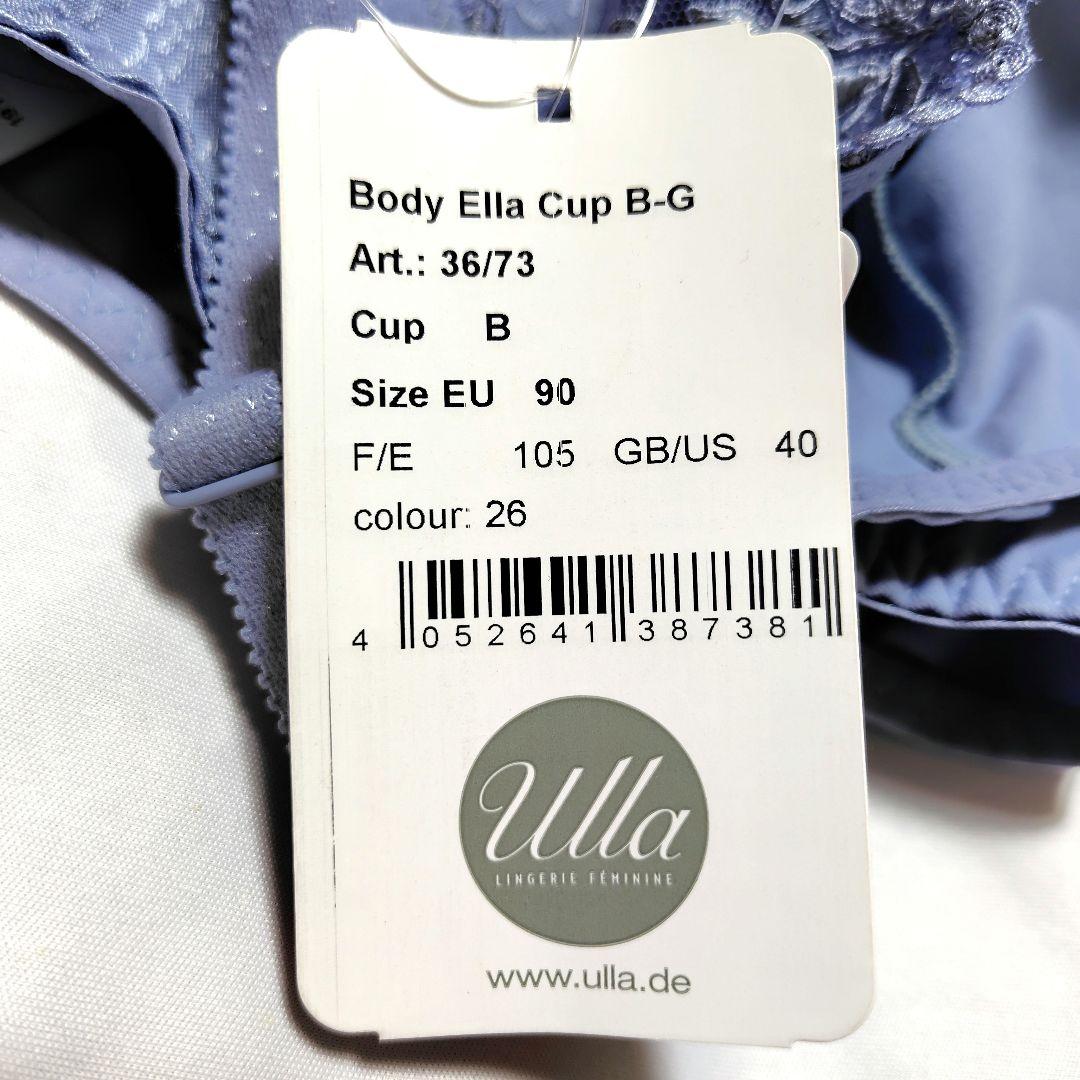 Body Ella Cup B-G
Art.: 36/73
Cup B
Size EU 90
F/E 105 GB/US 40
colour: 26
4 052641 387381
Ulla
LINGERIE FÉMININE
www.ulla.de